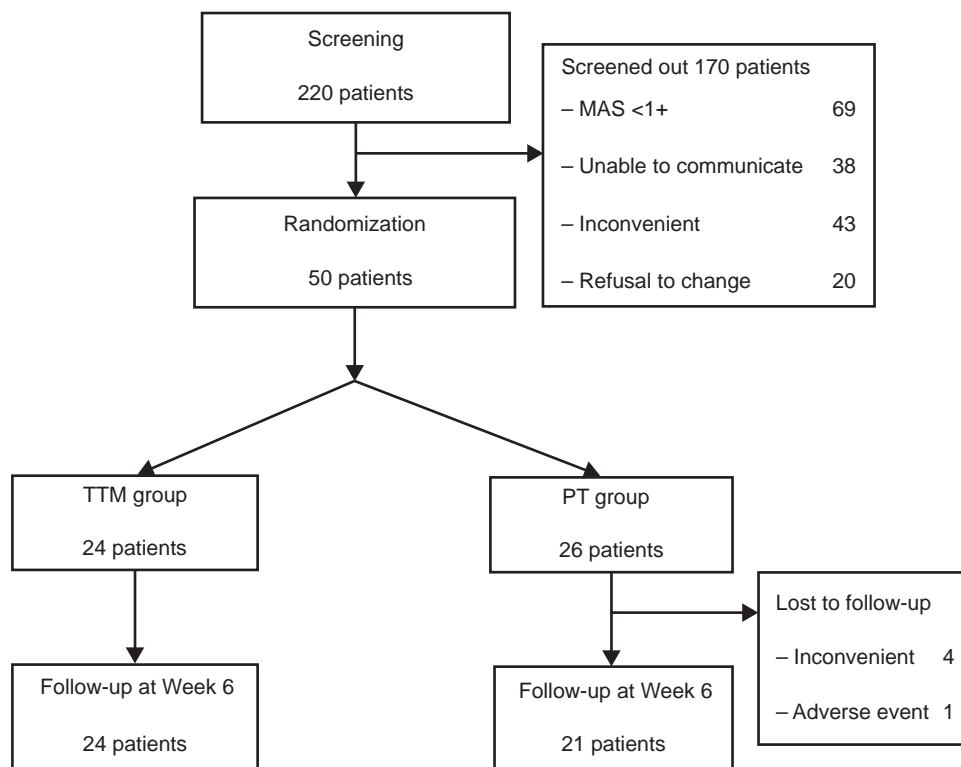 Screening
220 patients
Screened out 170 patients
– MAS <1+ 69
– Unable to communicate 38
– Inconvenient 43
– Refusal to change 20
Randomization
50 patients
TTM group
24 patients
PT group
26 patients
Lost to follow-up
– Inconvenient 4
– Adverse event 1
Follow-up at Week 6
24 patients
Follow-up at Week 6
21 patients